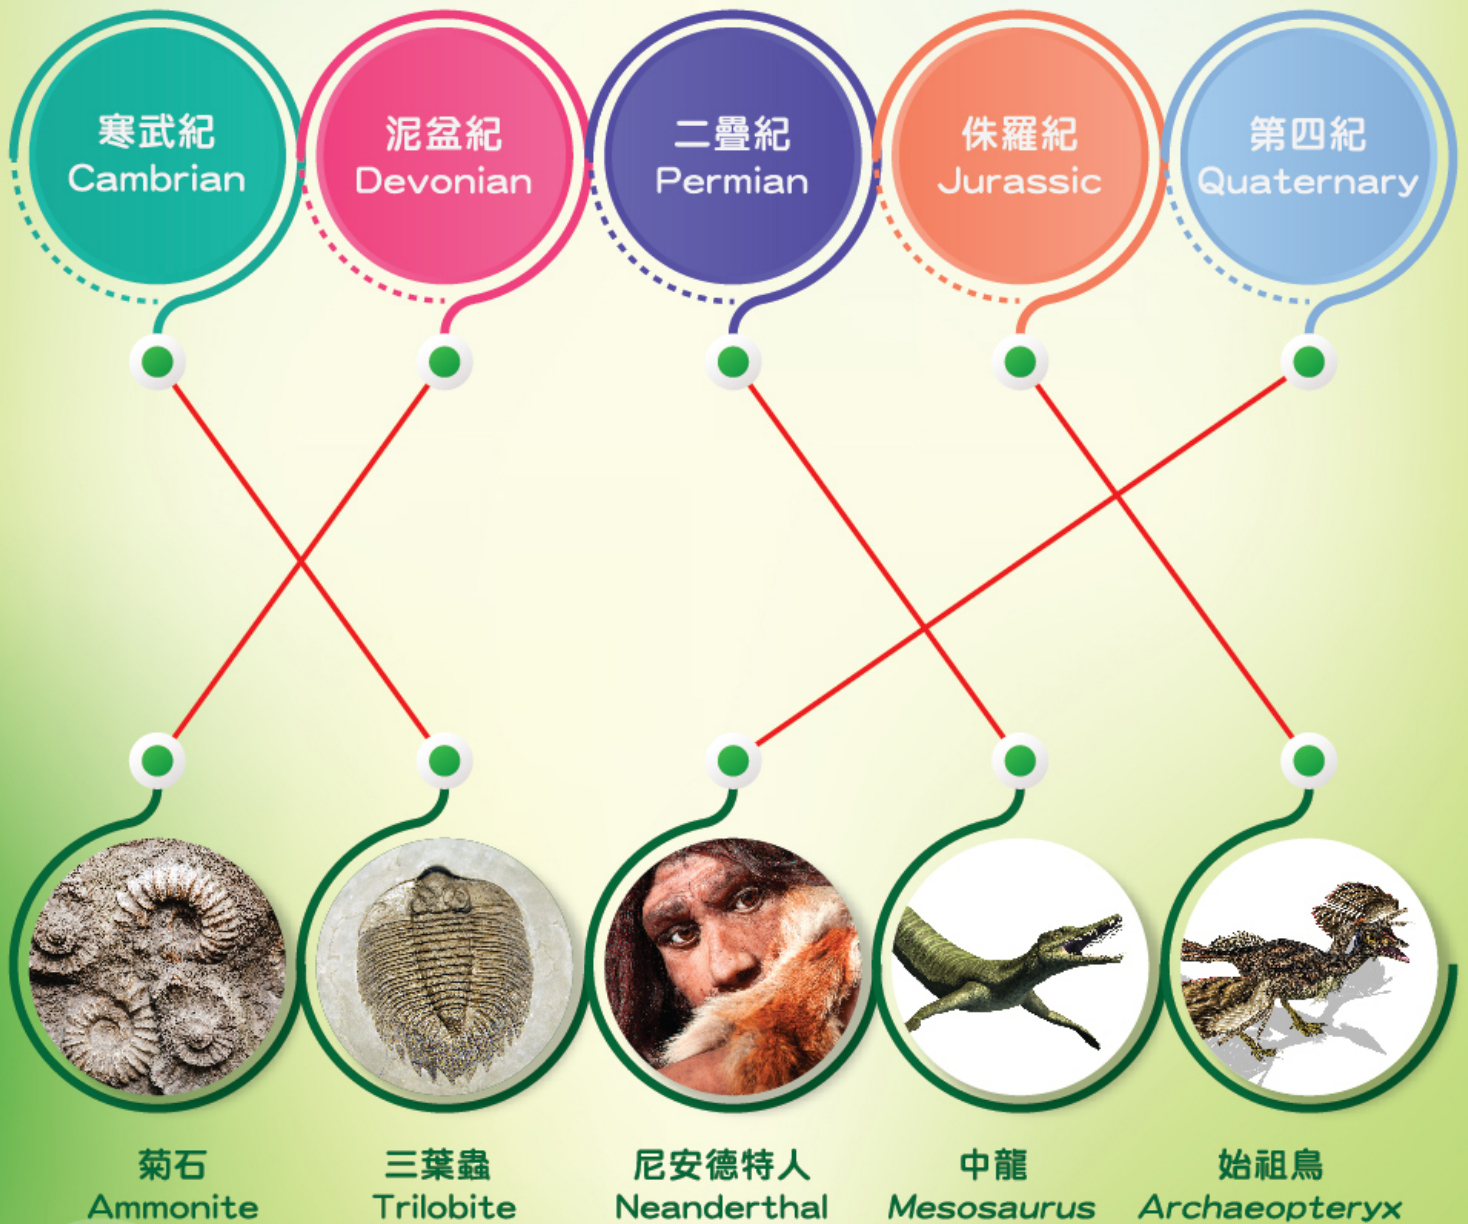 寒武紀
Cambrian
泥盆紀
Devonian
二疊紀
Permian
侏羅紀
Jurassic
第四紀
Quaternary
菊石
Ammonite
三葉蟲
Trilobite
尼安德特人
Neanderthal
中龍
Mesosaurus
始祖鳥
Archaeopteryx